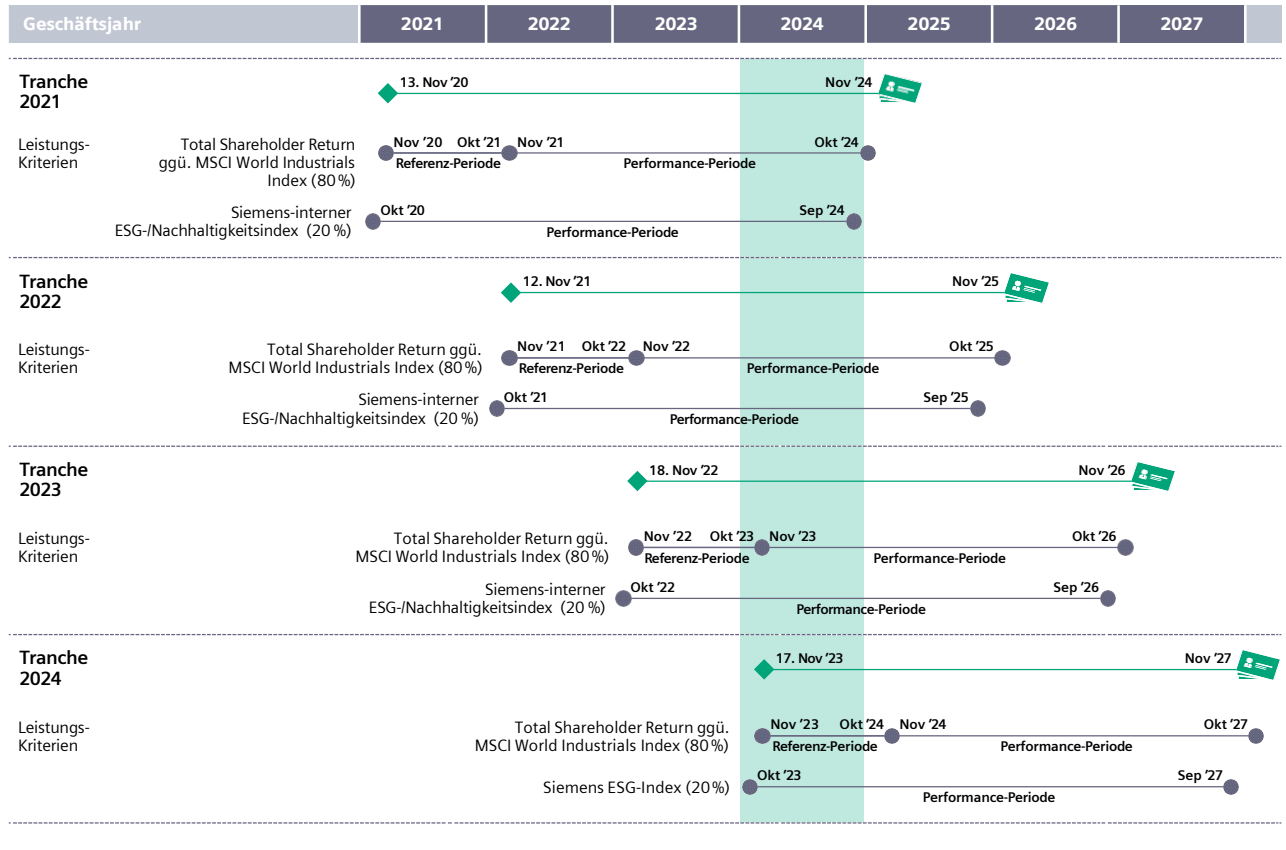 Geschäftsjahr 2021 2022 2023 2024 2025 2026 2027
Tranche
2021
13. Nov ’20 Nov ’24
Leistungs-
Kriterien
Total Shareholder Return
ggü. MSCI World Industrials
Index (80 %)
Nov ’20 Okt ’21 Nov ’21 Okt ’24
Referenz-Periode Performance-Periode
Siemens-interner
ESG-/Nachhaltigkeitsindex (20 %)
Okt ’20 Sep ’24
Performance-Periode
Tranche
2022
12. Nov ’21 Nov ’25
Leistungs-
Kriterien
Total Shareholder Return ggü.
MSCI World Industrials Index (80 %)
Nov ’21 Okt ’22 Nov ’22 Okt ’25
Referenz-Periode Performance-Periode
Siemens-interner
ESG-/Nachhaltigkeitsindex (20 %)
Okt ’21 Sep ’25
Performance-Periode
Tranche
2023
18. Nov ’22 Nov ’26
Leistungs-
Kriterien
Total Shareholder Return ggü.
MSCI World Industrials Index (80 %)
Nov ’22 Okt ’23 Nov ’23 Okt ’26
Referenz-Periode Performance-Periode
Siemens-interner
ESG-/Nachhaltigkeitsindex (20 %)
Okt ’22 Sep ’26
Performance-Periode
Tranche
2024
17. Nov ’23 Nov ’27
Leistungs-
Kriterien
Total Shareholder Return ggü.
MSCI World Industrials Index (80 %)
Nov ’23 Okt ’24 Nov ’24 Okt ’27
Referenz-Periode Performance-Periode
Siemens ESG-Index (20 %)
Okt ’23 Sep ’27
Performance-Periode